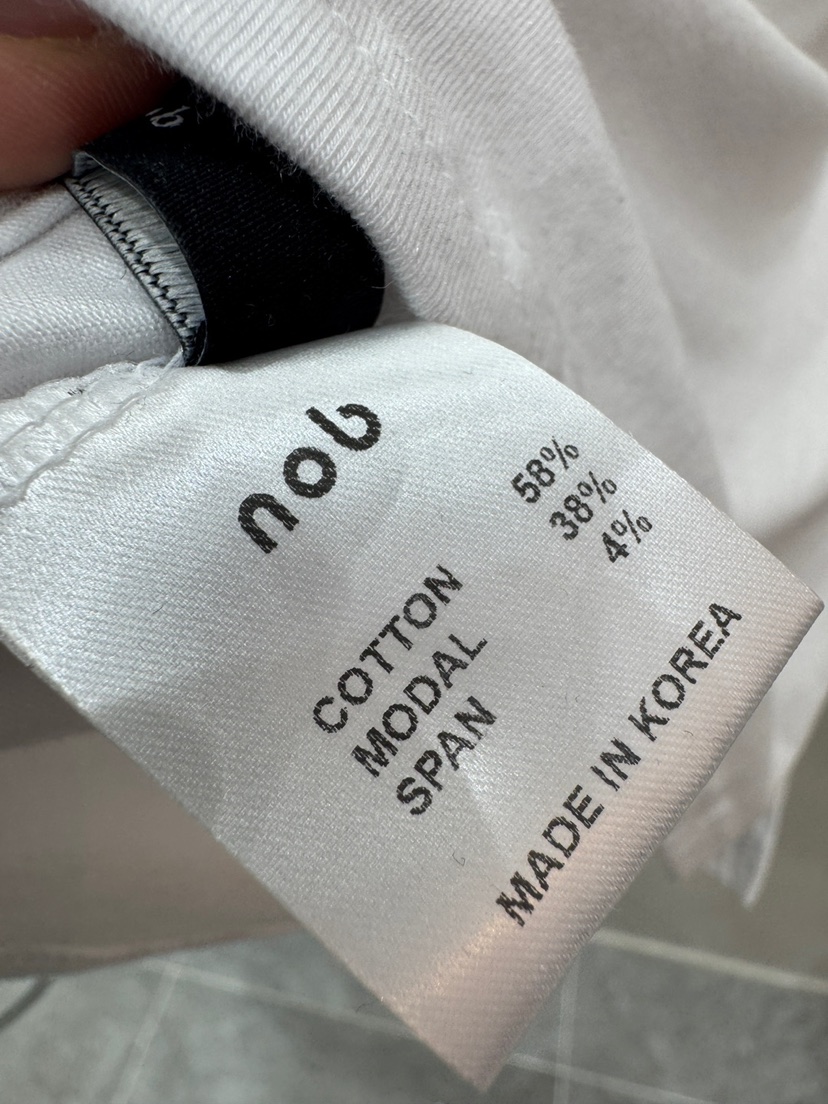 nob
COTTON 58%
MODAL 38%
SPAN 4%
MADE IN KOREA